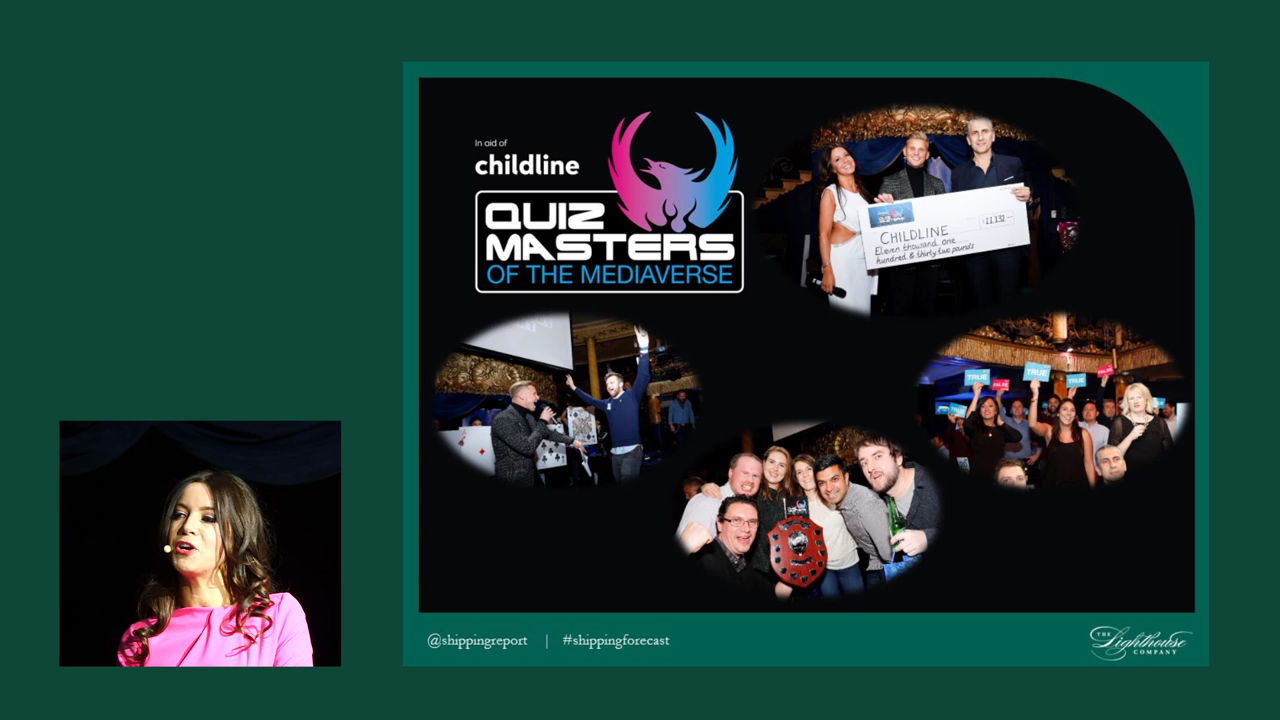 In aid of
childline
QUIZ
MASTERS
OF THE MEDIAVERSE
£11,132
CHILDLINE
Eleven thousand, one
hundred & thirty two pounds
TRUE
TRUE
TRUE
@shippingreport | #shippingforecast
THE
Lighthouse
COMPANY